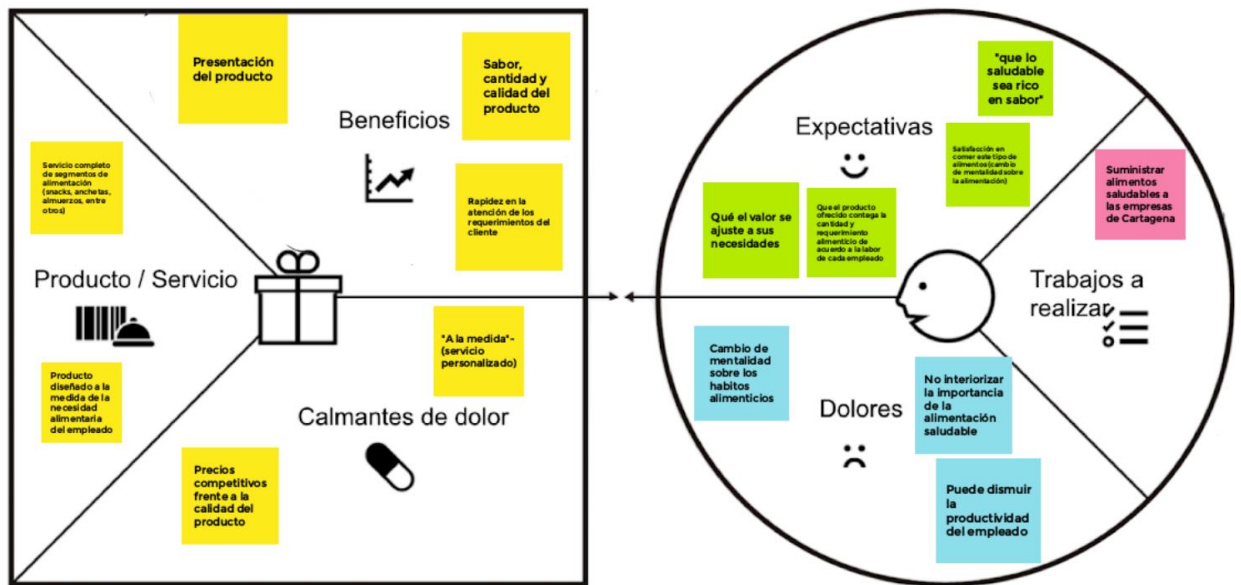 Presentación
del producto
Sabor,
cantidad y
calidad del
producto
Beneficios
Servicio completo
de segmentos de
alimentación
(snacks, anchetas,
almuerzos, entre
otros)
Rapidez en la
atención de los
requerimientos del
cliente
Producto / Servicio
"A la medida"-
(servicio
personalizado)
Producto
diseñado a la
medida de la
necesidad
alimentaria
del empleado
Calmantes de dolor
Precios
competitivos
frente a la
calidad del
producto
"que lo
saludable
sea rico
en sabor"
Expectativas
Satisfacción en
comer este tipo de
alimentos (cambio
de mentalidad sobre
la alimentación)
Qué el valor se
ajuste a sus
necesidades
Que el producto
ofrecido contega la
cantidad y
requerimiento
alimenticio de
acuerdo a la labor
de cada empleado
Suministrar
alimentos
saludables a
las empresas
de Cartagena
Trabajos a
realizar
Cambio de
mentalidad
sobre los
habitos
alimenticios
Dolores
No interiorizar
la importancia
de la
alimentación
saludable
Puede dismuir
la
productividad
del empleado